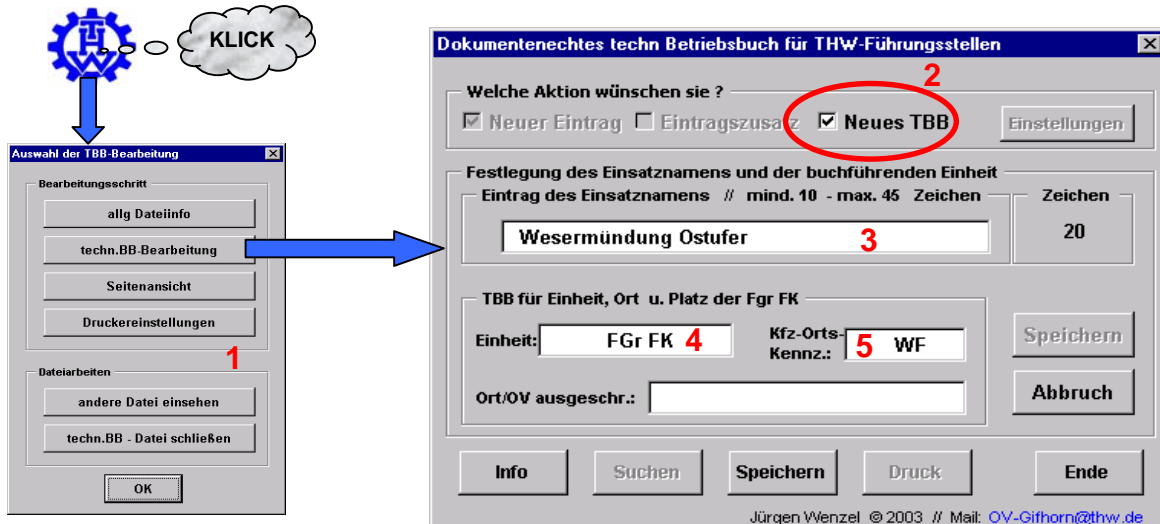 THW
KLICK
Auswahl der TBB-Bearbeitung
Bearbeitungsschritt
allg Dateiinfo
techn.BB-Bearbeitung
Seitenansicht
Druckereinstellungen
1
Dateiarbeiten
andere Datei einsehen
techn.BB - Datei schließen
OK
Dokumentenechtes techn Betriebsbuch für THW-Führungsstellen
2
Welche Aktion wünschen sie ?
Neuer Eintrag Eintragszusatz Neues TBB Einstellungen
Festlegung des Einsatznamens und der buchführenden Einheit
Eintrag des Einsatznamens // mind. 10 - max. 45 Zeichen Zeichen
Wesermündung Ostufer 3 20
TBB für Einheit, Ort u. Platz der Fgr FK
Einheit: FGr FK 4 Kfz-Orts-
Kennz.: 5 WF
Speichern
Ort/OV ausgeschr.: Abbruch
Info Suchen Speichern Druck Ende
Jürgen Wenzel © 2003 // Mail: OV-Gifhorn@thw.de